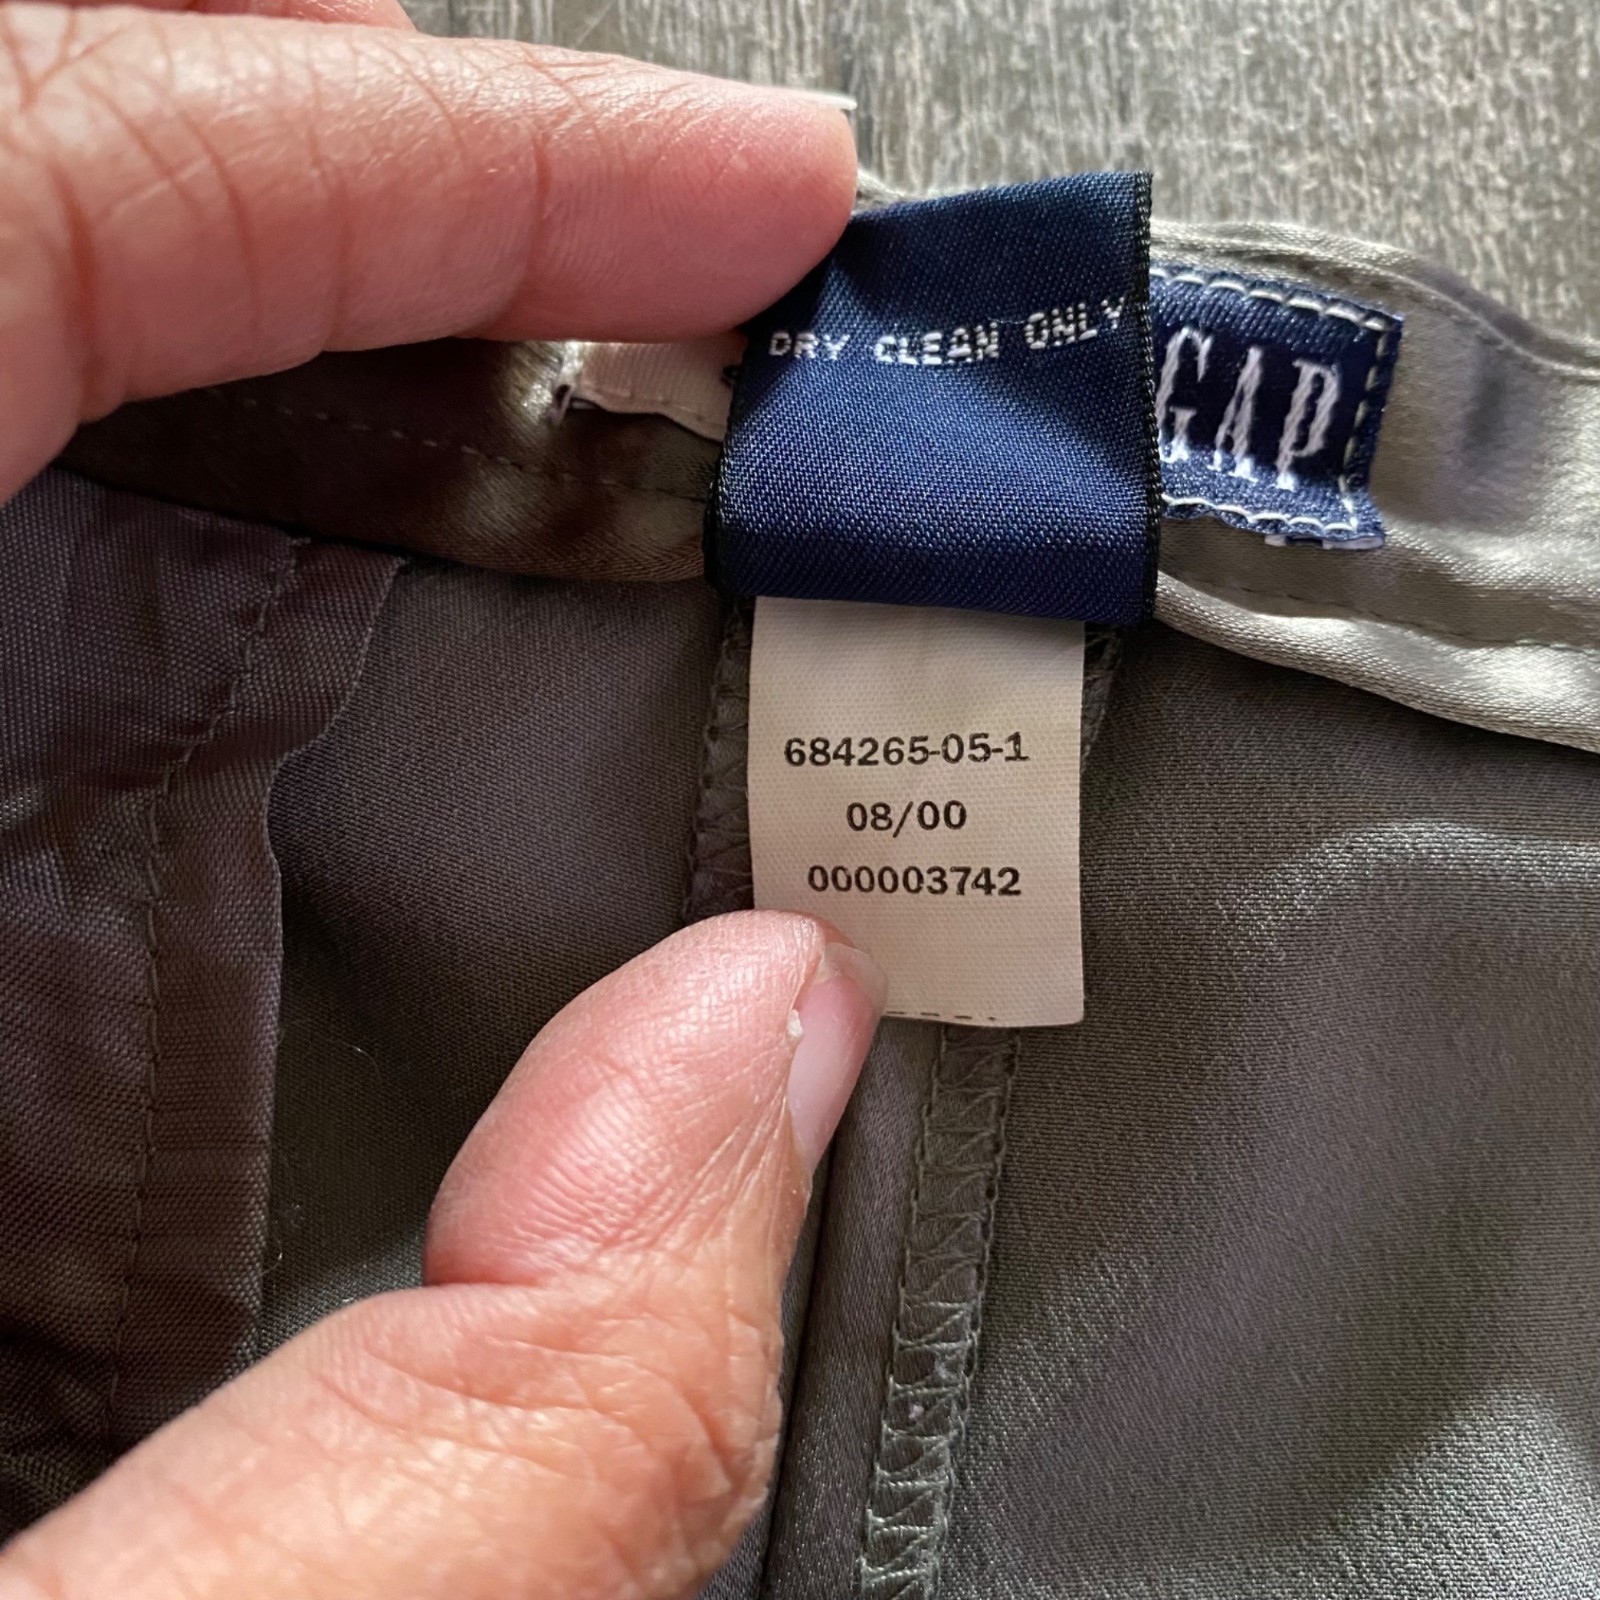 DRY CLEAN ONLY
GAP
684265-05-1
08/00
000003742